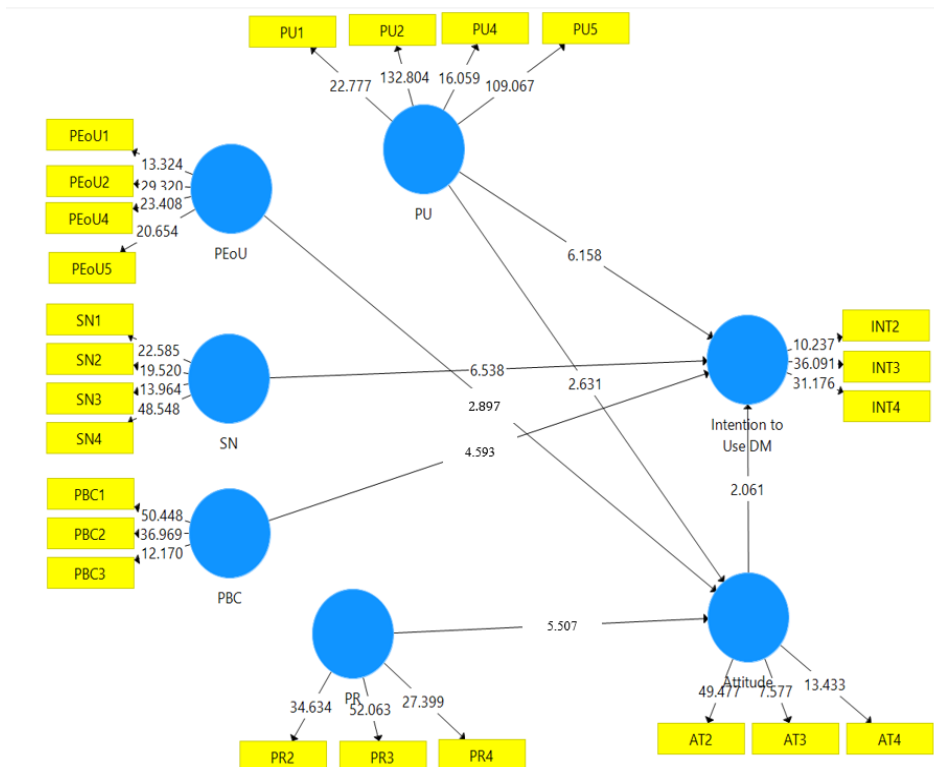 PU1
PU2
PU4
PU5
22.777
132.804
16.059
109.067
PU
PEoU1
PEoU2
PEoU4
PEoU5
13.324
29.320
23.408
20.654
PEoU
6.158
SN1
SN2
SN3
SN4
22.585
19.520
13.964
48.548
SN
6.538
2.631
2.897
4.593
INT2
INT3
INT4
10.237
36.091
31.176
Intention to
Use DM
2.061
PBC1
PBC2
PBC3
50.448
36.969
12.170
PBC
5.507
PR
34.634
52.063
27.399
PR2
PR3
PR4
Attitude
49.477
7.577
13.433
AT2
AT3
AT4